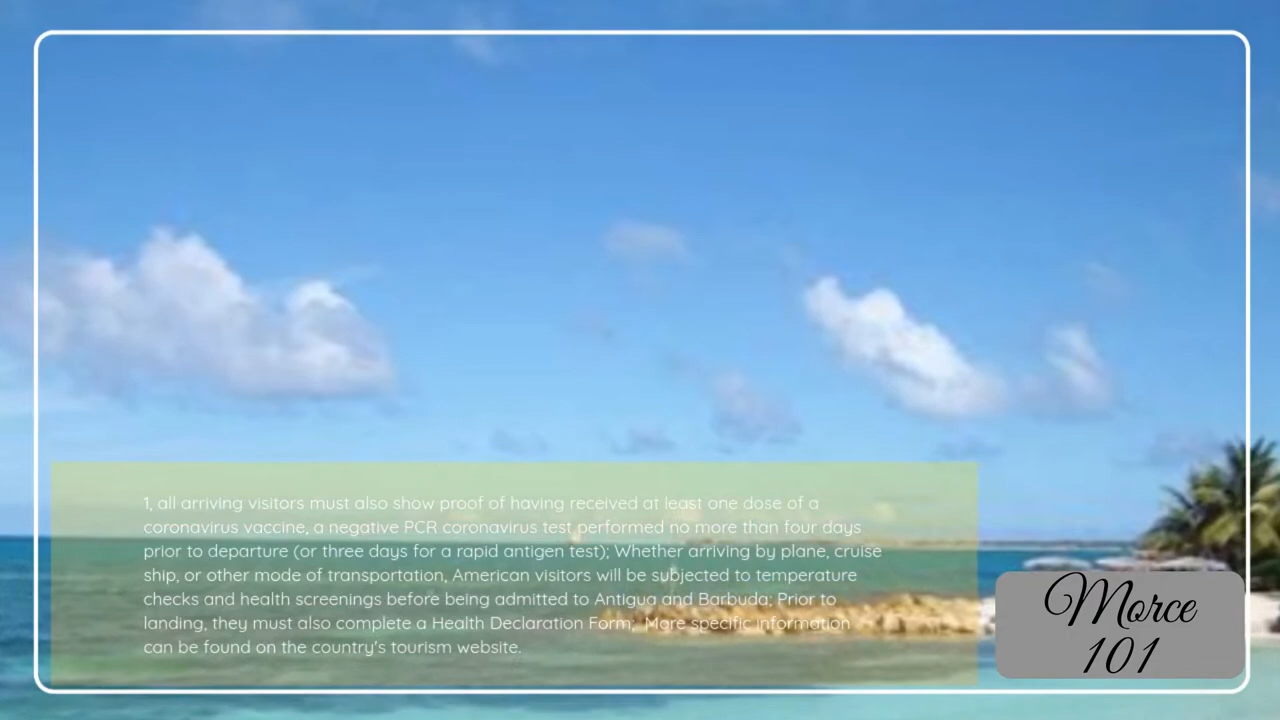 1, all arriving visitors must also show proof of having received at least one dose of a
coronavirus vaccine, a negative PCR coronavirus test performed no more than four days
prior to departure (or three days for a rapid antigen test); Whether arriving by plane, cruise
ship, or other mode of transportation, American visitors will be subjected to temperature
checks and health screenings before being admitted to Antigua and Barbuda; Prior to
landing, they must also complete a Health Declaration Form;  More specific information
can be found on the country's tourism website.
Morce
101